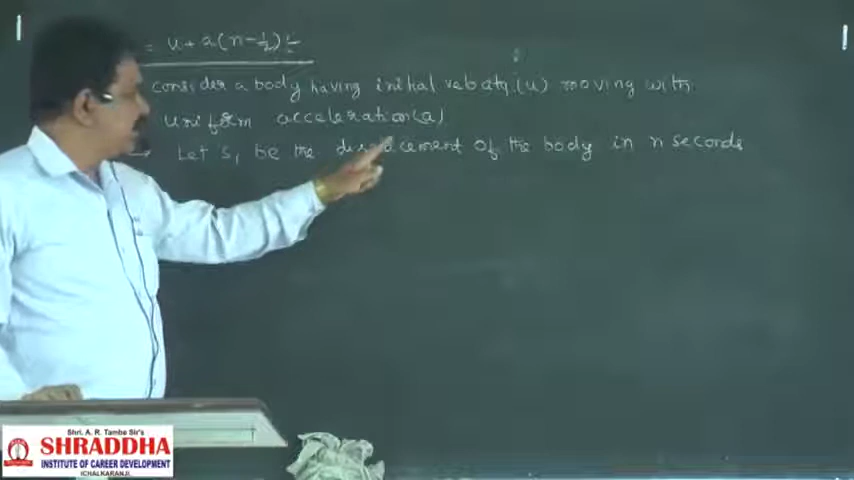 = u + a(n - 1/2) :-
consider a body having initial velocity (u) moving with
uniform acceleration (a)
→ Let s, be the displacement of the body in n seconds
Shri. A. R. Tambe Sir's
SHRADDHA
INSTITUTE OF CAREER DEVELOPMENT
ICHALKARANJI.